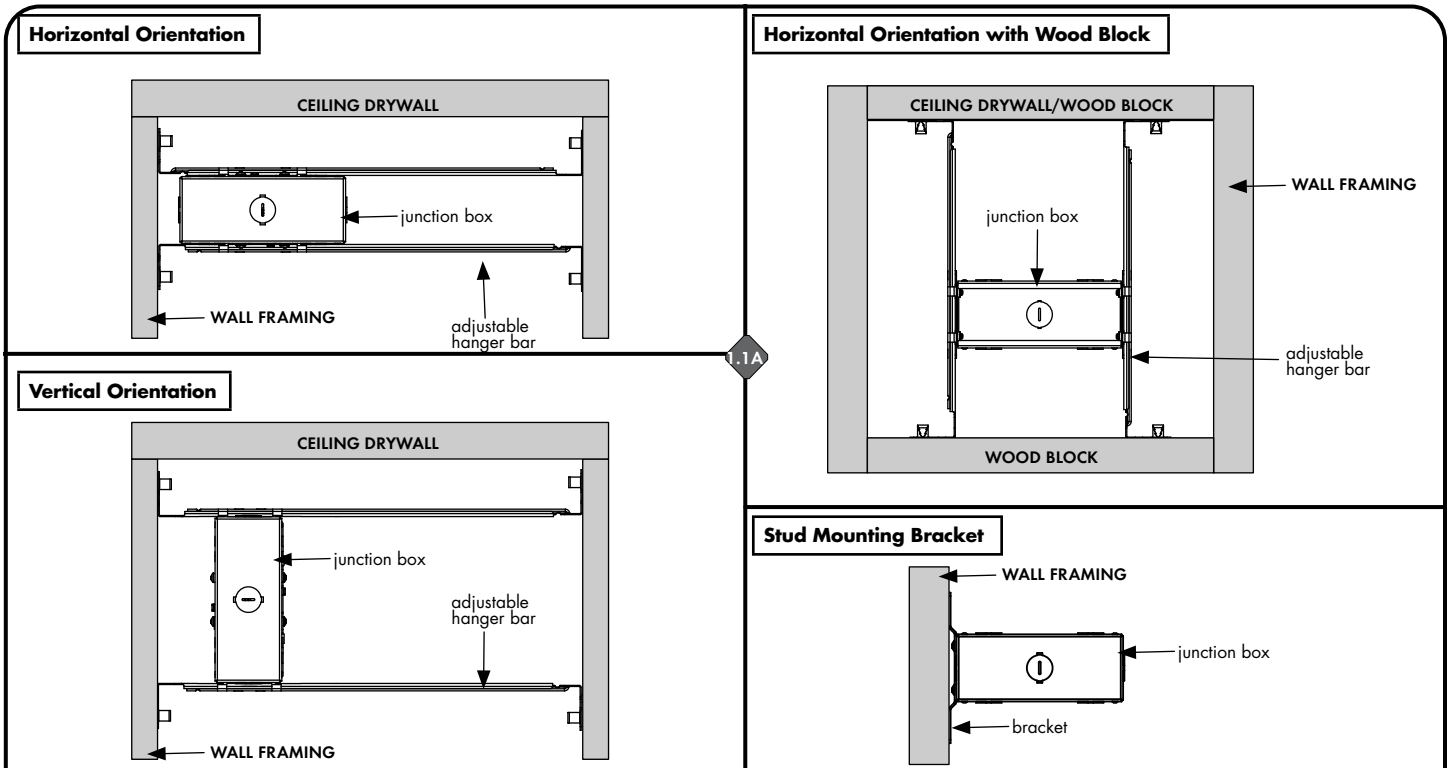 Horizontal Orientation
CEILING DRYWALL
junction box
WALL FRAMING
adjustable
hanger bar
Horizontal Orientation with Wood Block
CEILING DRYWALL/WOOD BLOCK
WALL FRAMING
junction box
adjustable
hanger bar
WOOD BLOCK
1.1A
Vertical Orientation
CEILING DRYWALL
junction box
adjustable
hanger bar
WALL FRAMING
Stud Mounting Bracket
WALL FRAMING
junction box
bracket